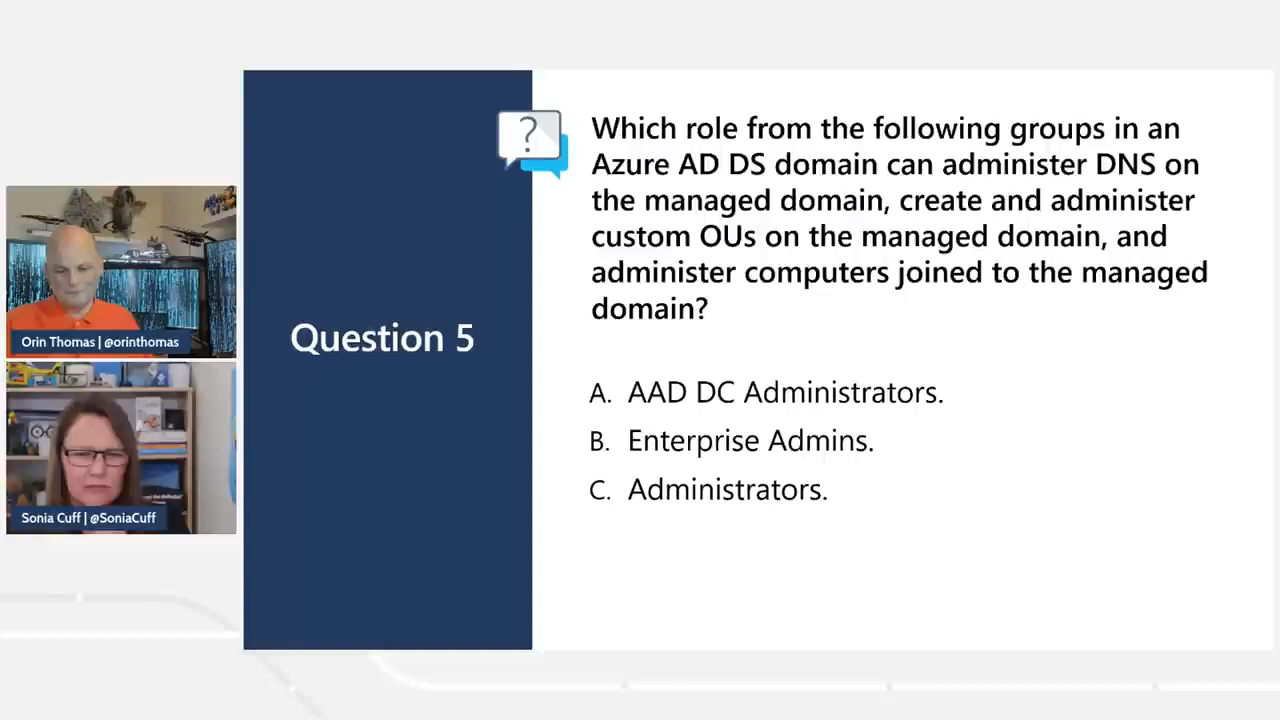 Question 5
?
Which role from the following groups in an
Azure AD DS domain can administer DNS on
the managed domain, create and administer
custom OUs on the managed domain, and
administer computers joined to the managed
domain?
A. AAD DC Administrators.
B. Enterprise Admins.
C. Administrators.
Orin Thomas | @orinthomas
Sonia Cuff | @SoniaCuff